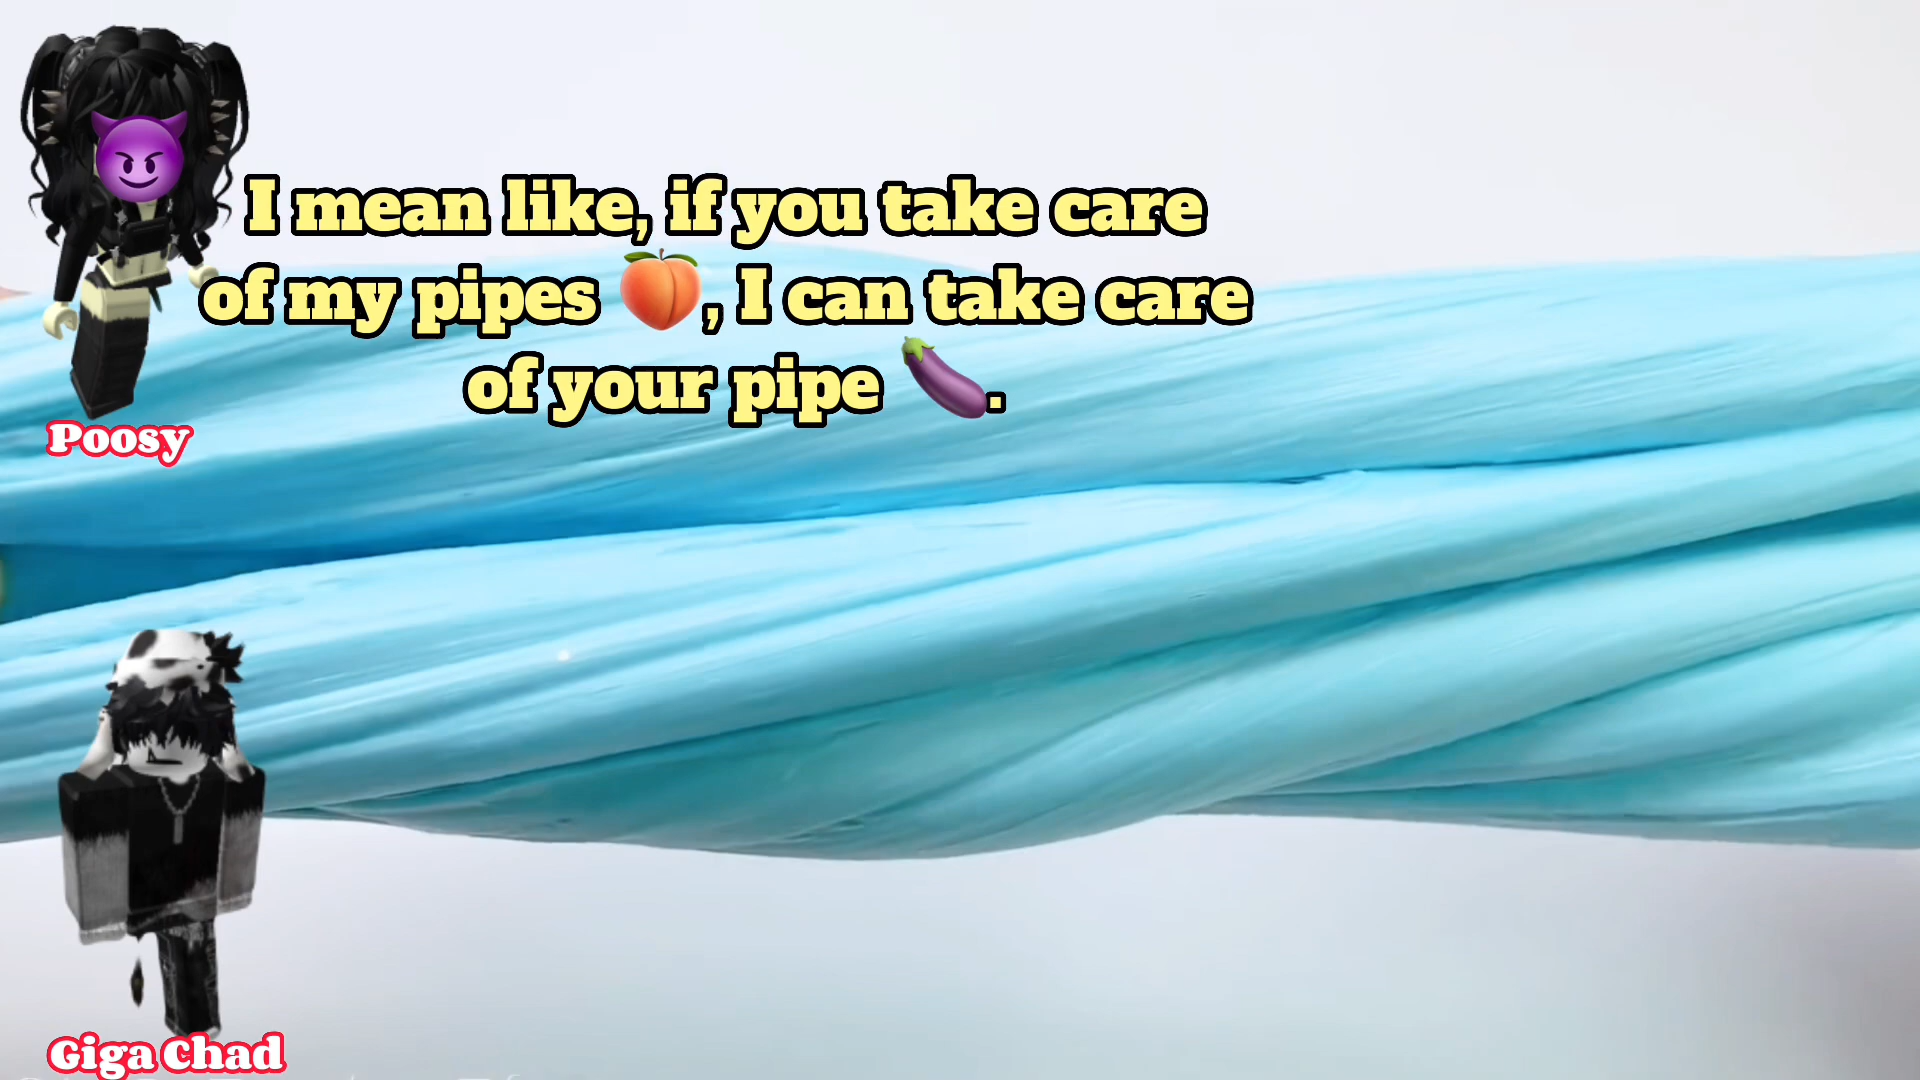 I mean like, if you take care
of my pipes 🍑, I can take care
of your pipe 🍆.
Poosy
Giga Chad